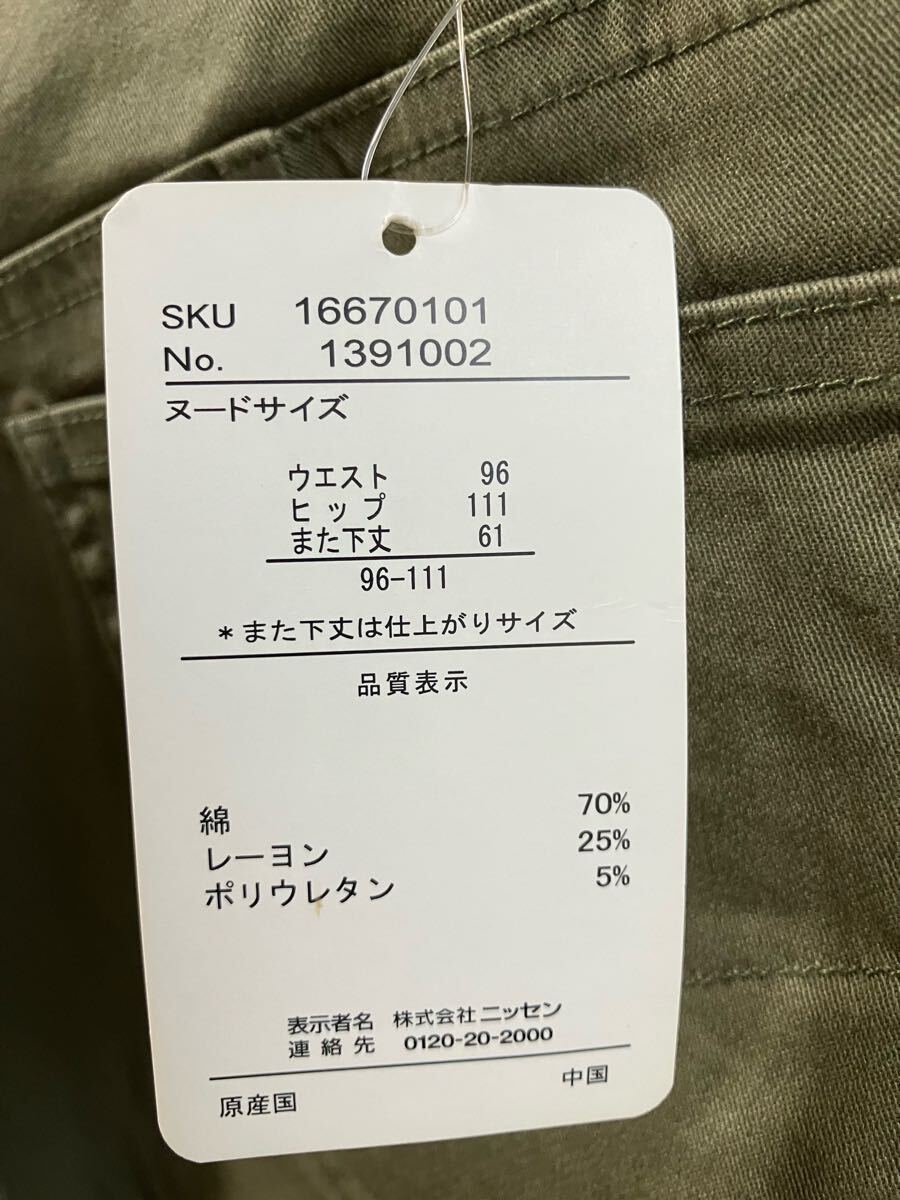 SKU 16670101
No. 1391002
ヌードサイズ
ウエスト 96
ヒップ 111
また下丈 61
96-111
*また下丈は仕上がりサイズ
品質表示
綿 70%
レーヨン 25%
ポリウレタン 5%
表示者名 株式会社ニッセン
連絡先 0120-20-2000
原産国 中国